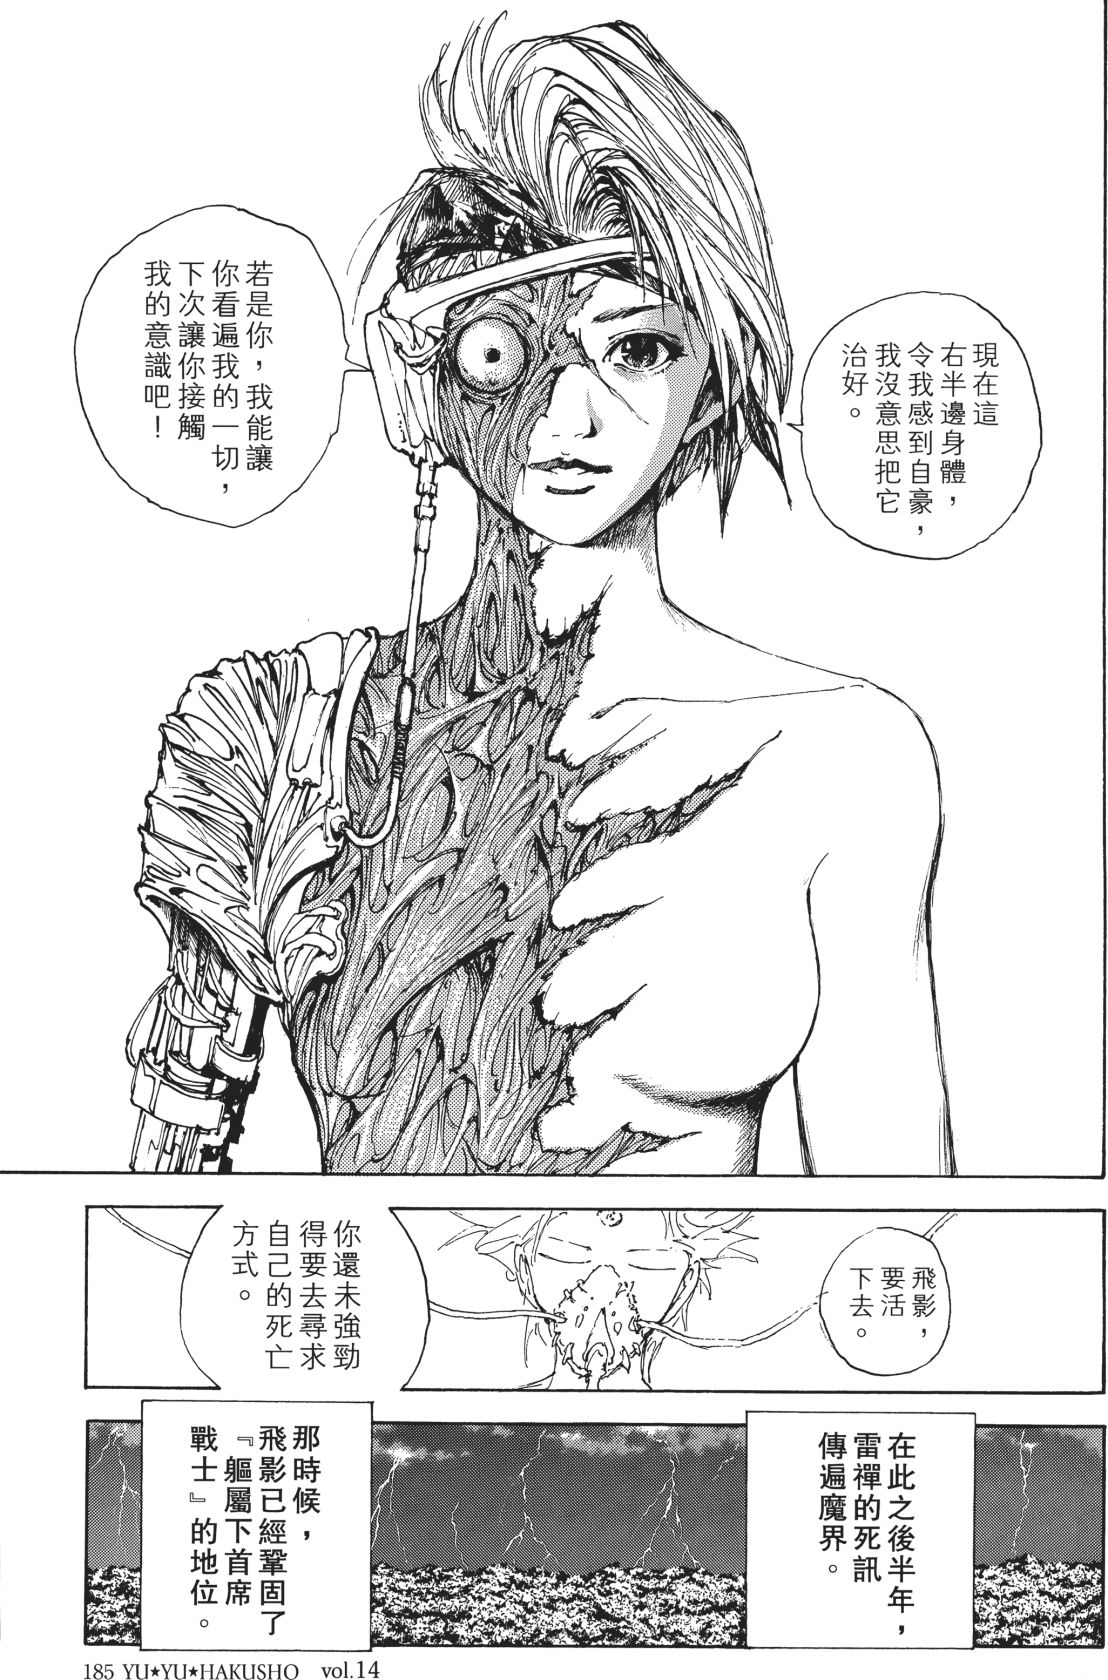 現在這
右半邊身體，
令我感到自豪，
我沒意思把它
治好。
若是你，我能讓
你看遍我的一切，
下次讓你接觸
我的意識吧！
飛影，
要活
下去。
你還未強勁
得要去尋求
自己的死亡
方式。
在此之後半年，
雷禪的死訊
傳遍魔界。
那時候，
飛影已經鞏固了
『軀屬下首席
戰士』的地位。
185 YU★YU★HAKUSHO vol.14